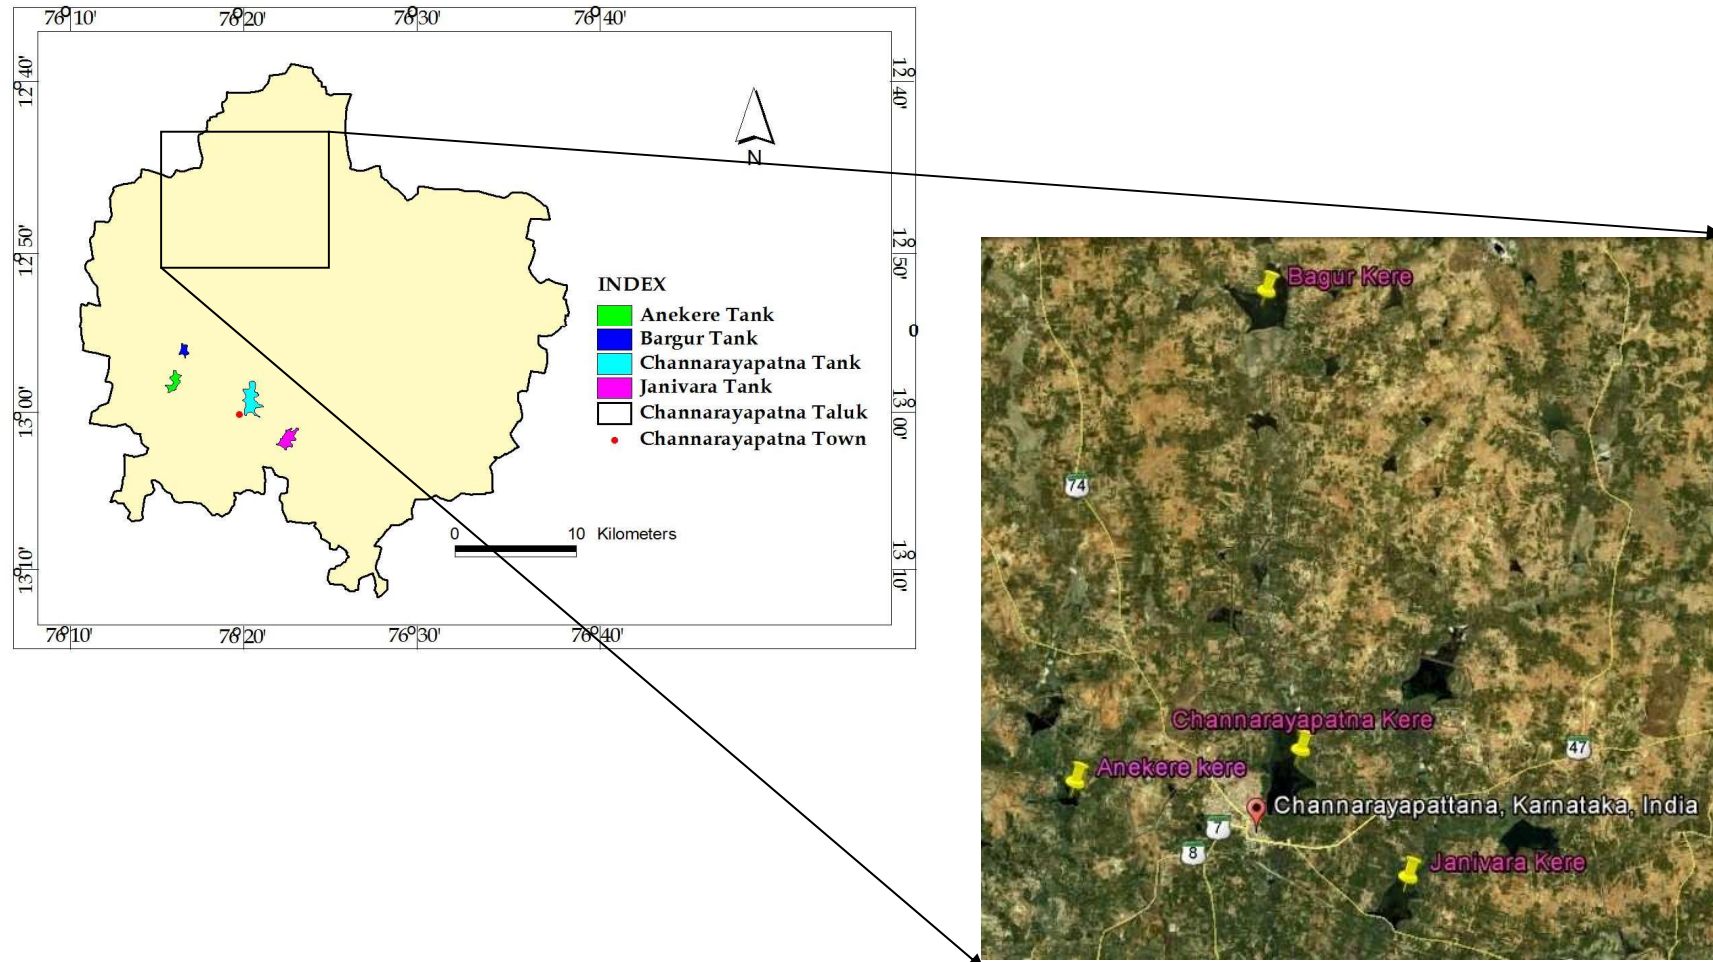 76°10' 76°20' 76°30' 76°40'
12°40' 12°40'
N
12°50' 12°50'
INDEX
Anekere Tank
Bargur Tank
Channarayapatna Tank
Janivara Tank
Channarayapatna Taluk
Channarayapatna Town
13°00' 13°00'
0 10 Kilometers
13°10' 13°10'
76°10' 76°20' 76°30' 76°40'
Bagur Kere
74
Channarayapatna Kere
47
Anekere kere
Channarayapattana, Karnataka, India
7
8
Janivara Kere